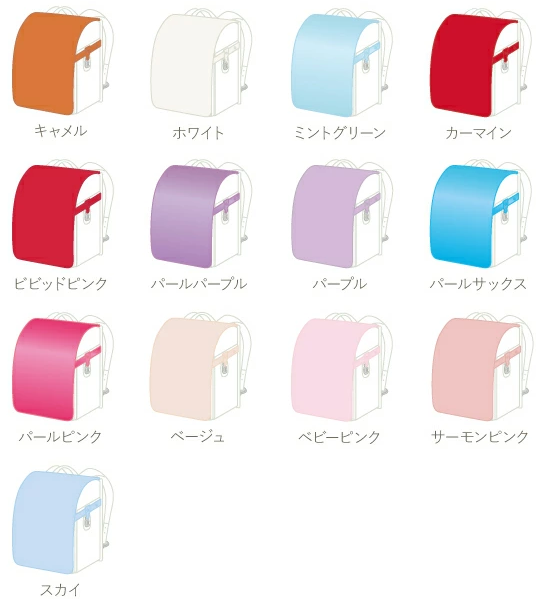 キャメル
ホワイト
ミントグリーン
カーマイン
ビビッドピンク
パールパープル
パープル
パールサックス
パールピンク
ベージュ
ベビーピンク
サーモンピンク
スカイ